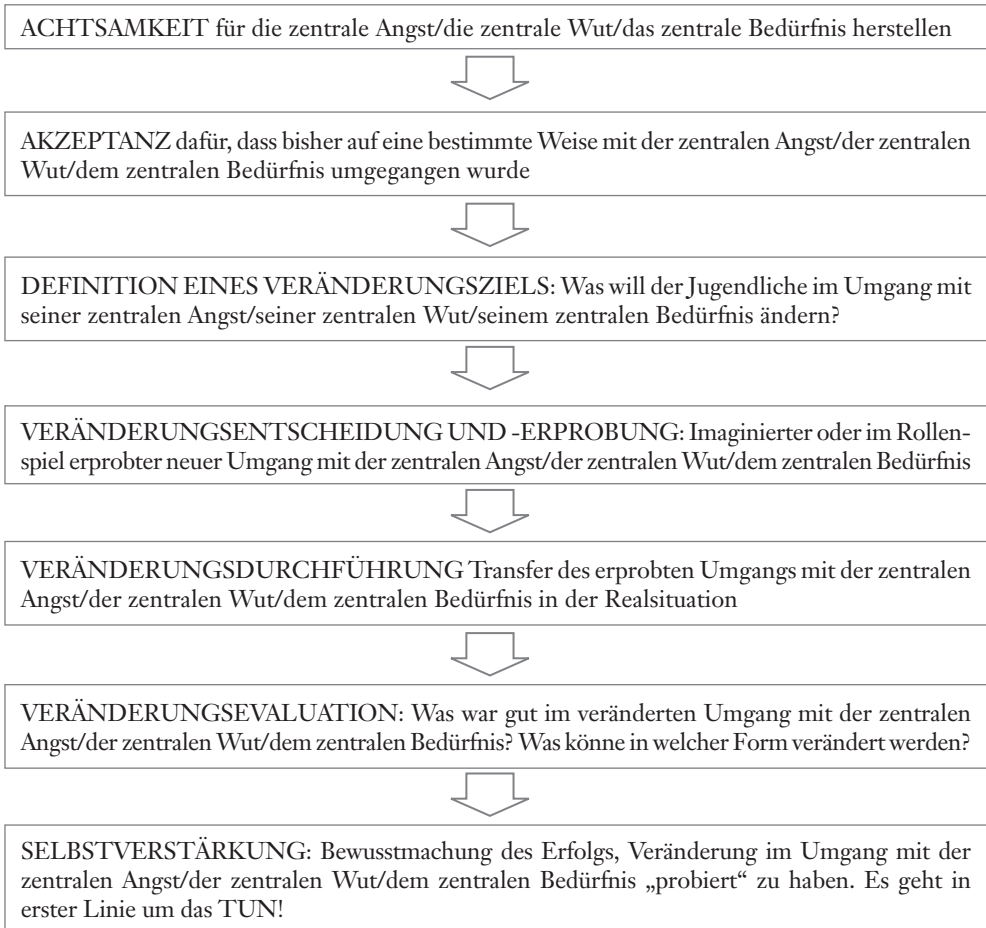 ACHTSAMKEIT für die zentrale Angst/die zentrale Wut/das zentrale Bedürfnis herstellen
AKZEPTANZ dafür, dass bisher auf eine bestimmte Weise mit der zentralen Angst/der zentralen
Wut/dem zentralen Bedürfnis umgegangen wurde
DEFINITION EINES VERÄNDERUNGSZIELS: Was will der Jugendliche im Umgang mit
seiner zentralen Angst/seiner zentralen Wut/seinem zentralen Bedürfnis ändern?
VERÄNDERUNGSENTSCHEIDUNG UND -ERPROBUNG: Imaginierter oder im Rollen-
spiel erprobter neuer Umgang mit der zentralen Angst/der zentralen Wut/dem zentralen Bedürfnis
VERÄNDERUNGSDURCHFÜHRUNG Transfer des erprobten Umgangs mit der zentralen
Angst/der zentralen Wut/dem zentralen Bedürfnis in der Realsituation
VERÄNDERUNGSEVALUATION: Was war gut im veränderten Umgang mit der zentralen
Angst/der zentralen Wut/dem zentralen Bedürfnis? Was könne in welcher Form verändert werden?
SELBSTVERSTÄRKUNG: Bewusstmachung des Erfolgs, Veränderung im Umgang mit der
zentralen Angst/der zentralen Wut/dem zentralen Bedürfnis „probiert“ zu haben. Es geht in
erster Linie um das TUN!